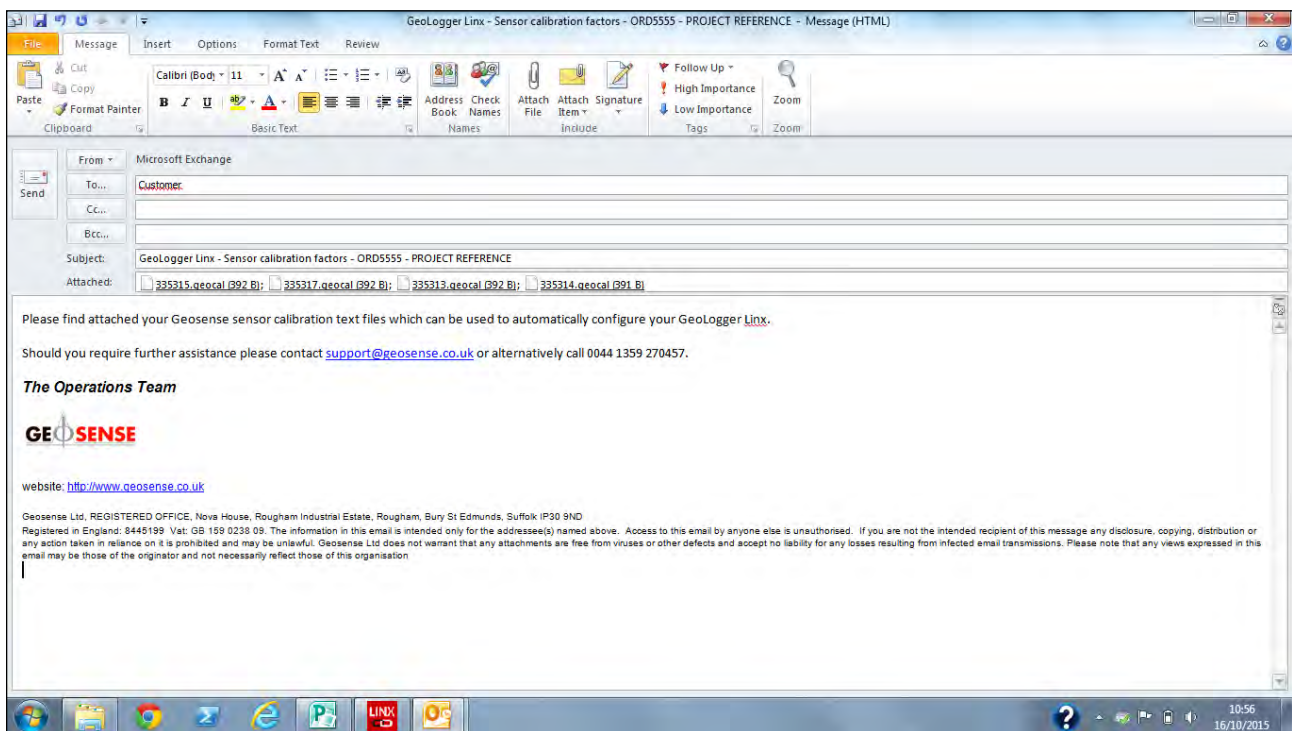 GeoLogger Linx - Sensor calibration factors - ORD5555 - PROJECT REFERENCE - Message (HTML)
File Message Insert Options Format Text Review
Cut
Copy
Format Painter
Paste
Clipboard
Calibri (Body 11
B I U
Basic Text
Address Book
Check Names
Names
Attach File
Attach Item
Signature
Include
Follow Up
High Importance
Low Importance
Tags
Zoom
Zoom
Send
From Microsoft Exchange
To... Customer
Cc...
Bcc...
Subject: GeoLogger Linx - Sensor calibration factors - ORD5555 - PROJECT REFERENCE
Attached: 335315.geocal (392 B); 335317.geocal (392 B); 335313.geocal (392 B); 335314.geocal (391 B)
Please find attached your Geosense sensor calibration text files which can be used to automatically configure your GeoLogger Linx.
Should you require further assistance please contact support@geosense.co.uk or alternatively call 0044 1359 270457.
The Operations Team
GEOSENSE
website: http://www.geosense.co.uk
Geosense Ltd, REGISTERED OFFICE, Nova House, Rougham Industrial Estate, Rougham, Bury St Edmunds, Suffolk IP30 9ND
Registered in England: 8445199 Vat: GB 159 0238 09. The information in this email is intended only for the addressee(s) named above. Access to this email by anyone else is unauthorised. If you are not the intended recipient of this message any disclosure, copying, distribution or
any action taken in reliance on it is prohibited and may be unlawful. Geosense Ltd does not warrant that any attachments are free from viruses or other defects and accept no liability for any losses resulting from infected email transmissions. Please note that any views expressed in this
email may be those of the originator and not necessarily reflect those of this organisation
LINX
10:56
16/10/2015